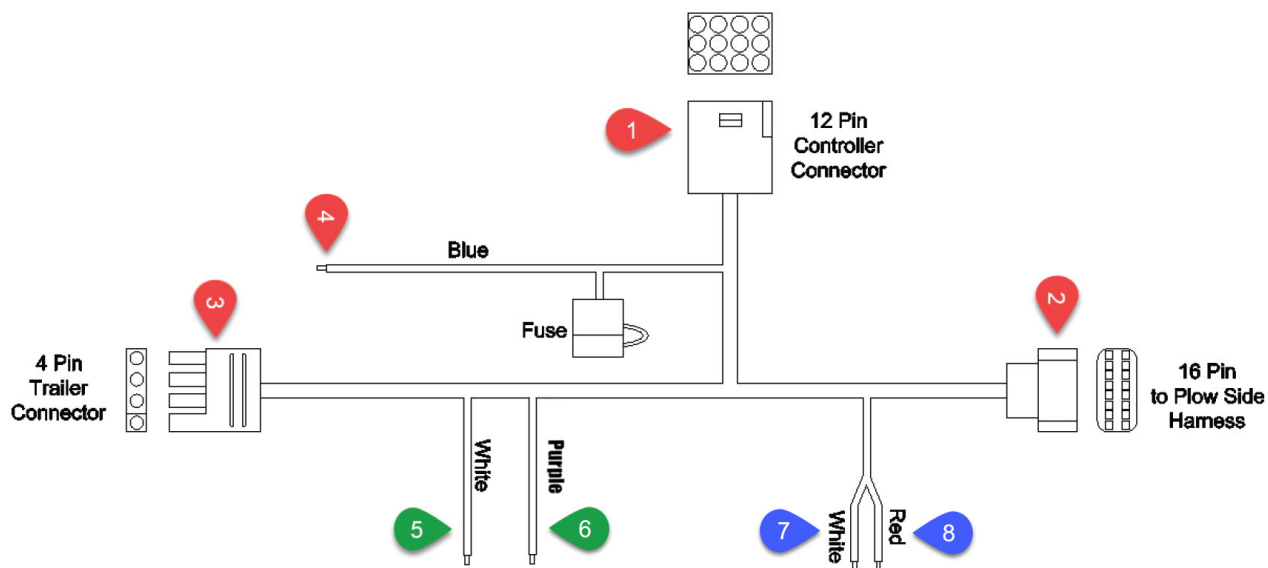 1
12 Pin
Controller
Connector
4
Blue
3
Fuse
2
4 Pin
Trailer
Connector
16 Pin
to Plow Side
Harness
White
Purple
5
6
7
White
Red
8